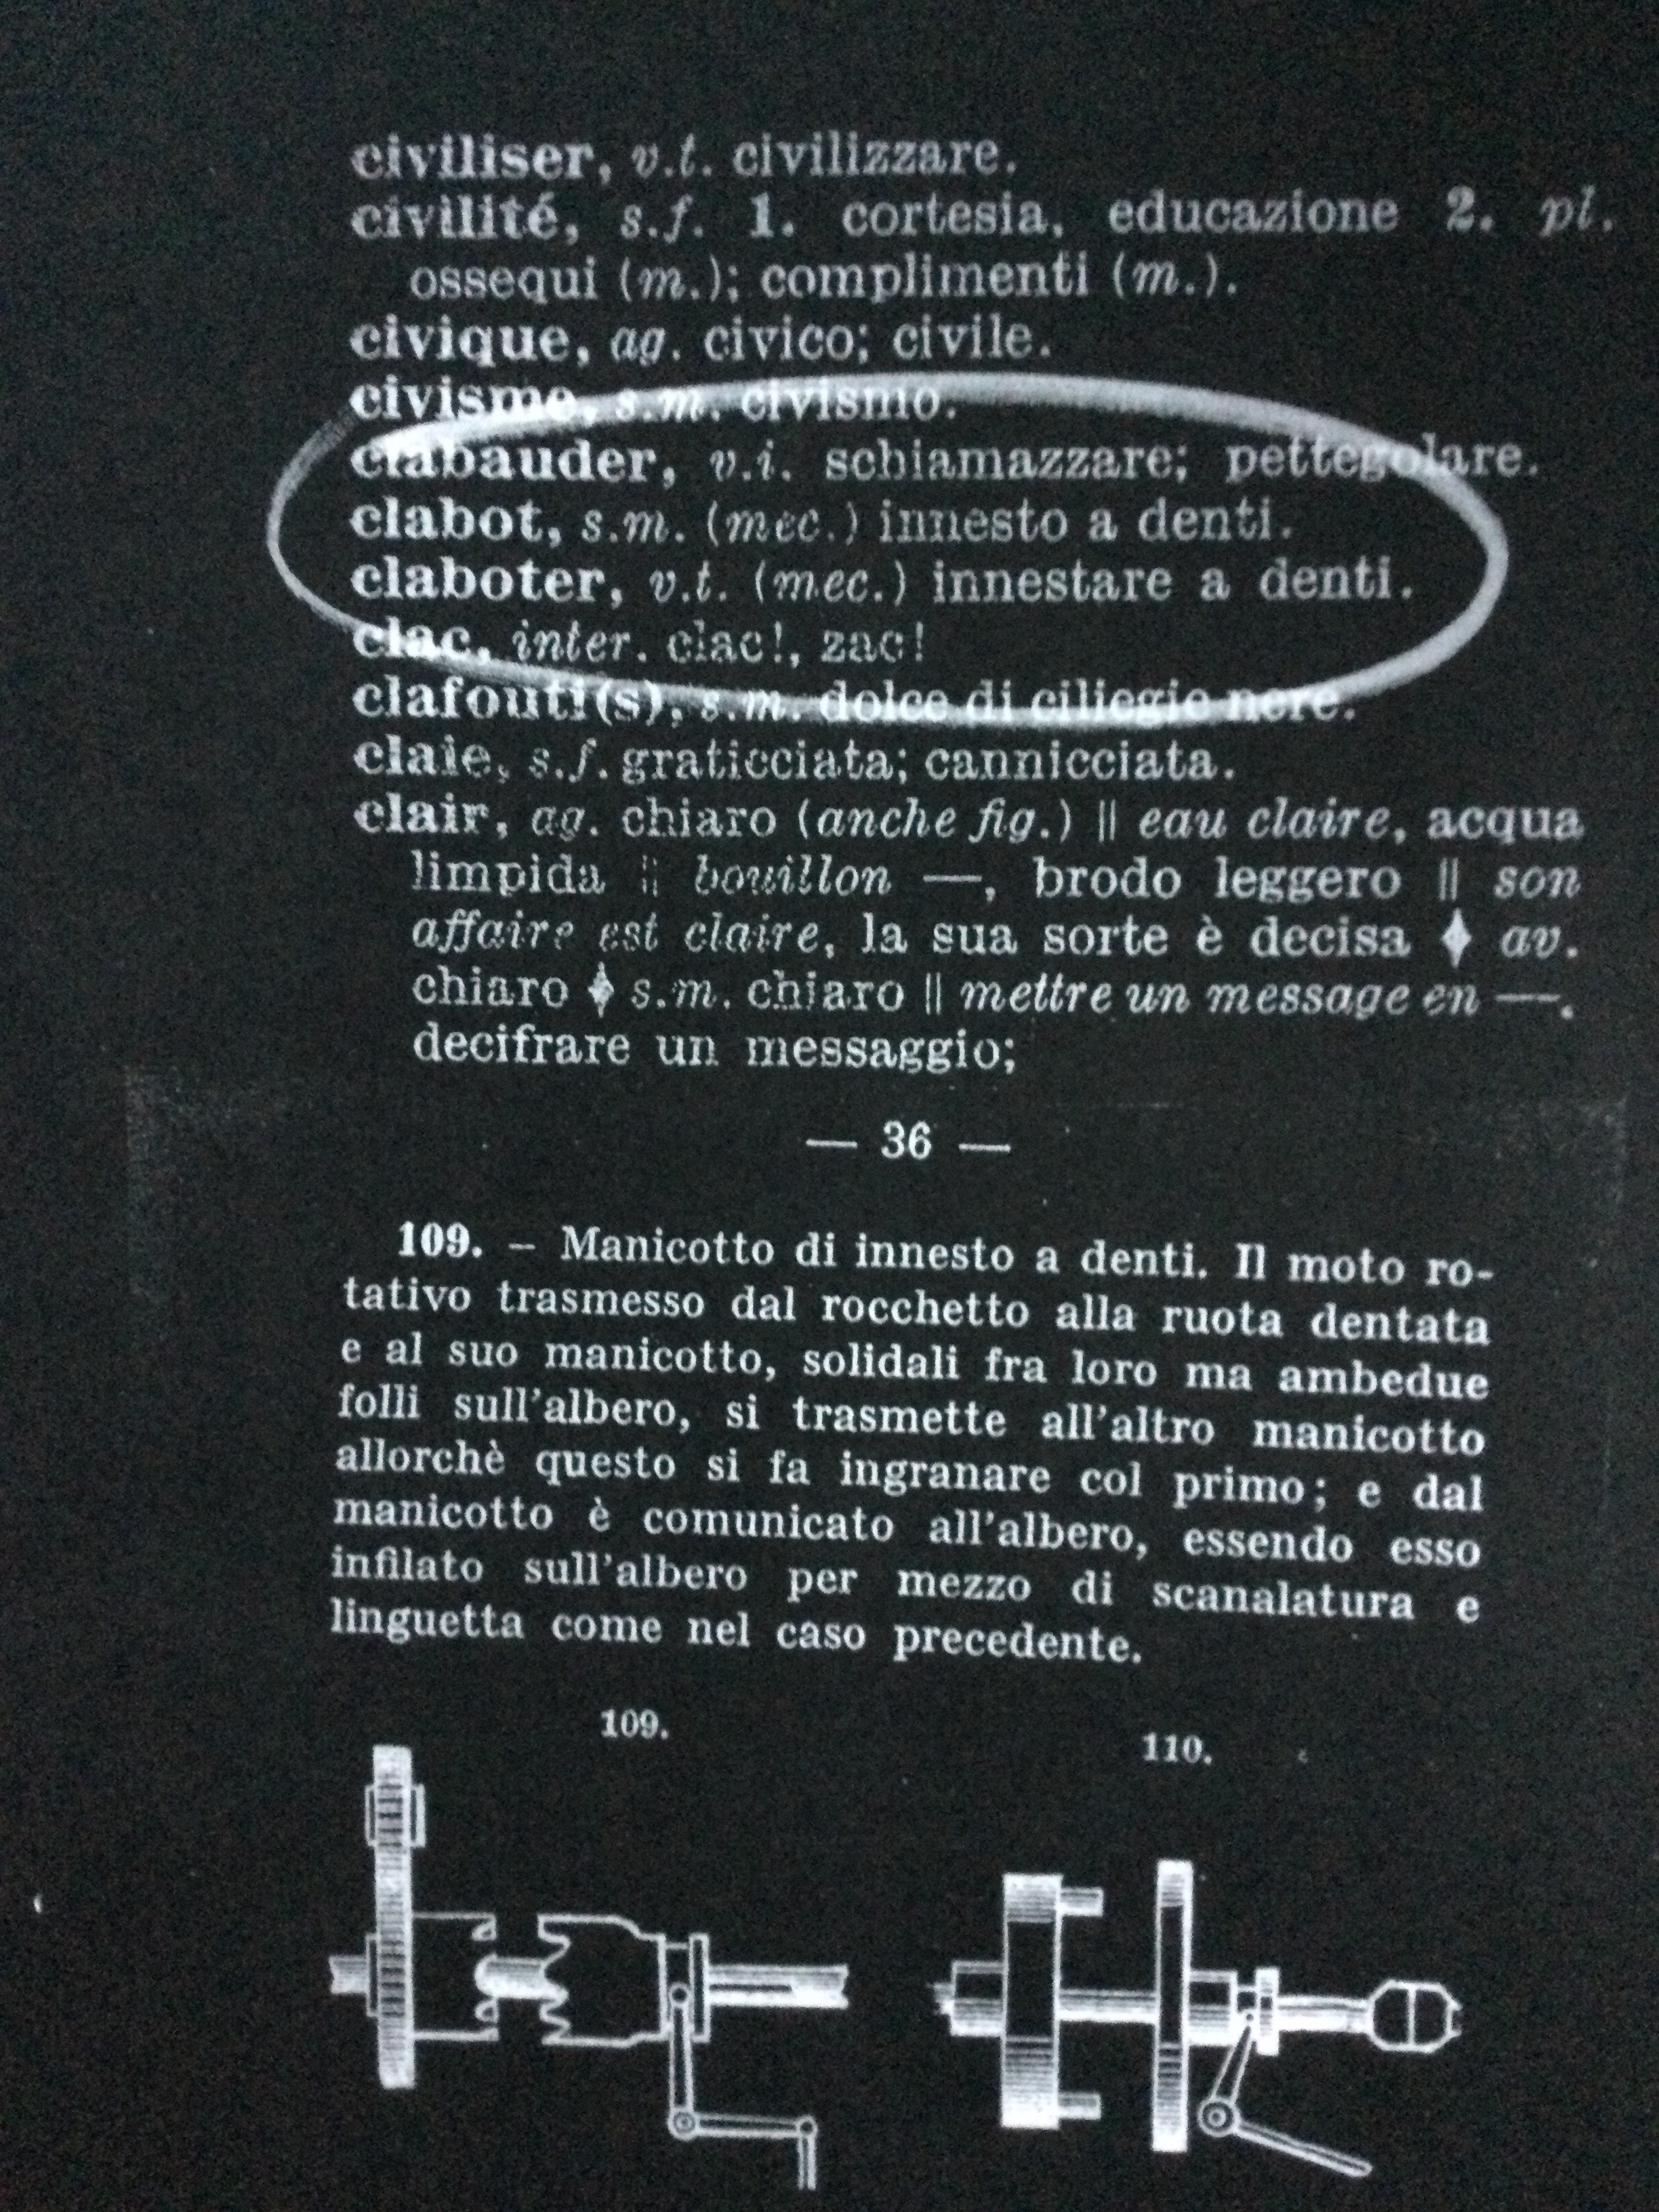 civiliser, v.t. civilizzare.
civilité, s.f. 1. cortesia, educazione 2. pl.
ossequi (m.); complimenti (m.).
civique, ag. civico; civile.
civisme, s.m. civismo.
clabauder, v.i. schiamazzare; pettegolare.
clabot, s.m. (mec.) innesto a denti.
claboter, v.t. (mec.) innestare a denti.
clac, inter. clac!, zac!
clafouti(s), s.m. dolce di ciliegie nere.
claie, s.f. graticciata; cannicciata.
clair, ag. chiaro (anche fig.) || eau claire, acqua
limpida || bouillon —, brodo leggero || son
affaire est claire, la sua sorte è decisa ♦ av.
chiaro ♦ s.m. chiaro || mettre un message en —.
decifrare un messaggio;
— 36 —
109. – Manicotto di innesto a denti. Il moto ro-
tativo trasmesso dal rocchetto alla ruota dentata
e al suo manicotto, solidali fra loro ma ambedue
folli sull'albero, si trasmette all'altro manicotto
allorchè questo si fa ingranare col primo; e dal
manicotto è comunicato all'albero, essendo esso
infilato sull'albero per mezzo di scanalatura e
linguetta come nel caso precedente.
109.
110.